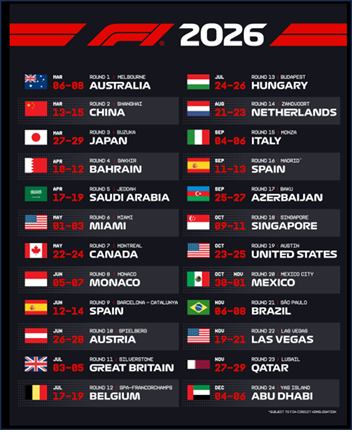 F1 2026
MAR ROUND 1 MELBOURNE
06-08 AUSTRALIA
MAR ROUND 2 SHANGHAI
13-15 CHINA
MAR ROUND 3 SUZUKA
27-29 JAPAN
APR ROUND 4 SAKHIR
10-12 BAHRAIN
APR ROUND 5 JEDDAH
17-19 SAUDI ARABIA
MAY ROUND 6 MIAMI
01-03 MIAMI
MAY ROUND 7 MONTREAL
22-24 CANADA
JUN ROUND 8 MONACO
05-07 MONACO
JUN ROUND 9 BARCELONA-CATALUNYA
12-14 SPAIN
JUN ROUND 10 SPIELBERG
26-28 AUSTRIA
JUL ROUND 11 SILVERSTONE
03-05 GREAT BRITAIN
JUL ROUND 12 SPA-FRANCORCHAMPS
17-19 BELGIUM
JUL ROUND 13 BUDAPEST
24-26 HUNGARY
AUG ROUND 14 ZANDVOORT
21-23 NETHERLANDS
SEP ROUND 15 MONZA
04-06 ITALY
SEP ROUND 16 MADRID*
11-13 SPAIN
SEP ROUND 17 BAKU
25-27 AZERBAIJAN
OCT ROUND 18 SINGAPORE
09-11 SINGAPORE
OCT ROUND 19 AUSTIN
23-25 UNITED STATES
OCT NOV ROUND 20 MEXICO CITY
30-01 MEXICO
NOV ROUND 21 SÃO PAULO
06-08 BRAZIL
NOV ROUND 22 LAS VEGAS
19-21 LAS VEGAS
NOV ROUND 23 LUSAIL
27-29 QATAR
DEC ROUND 24 YAS ISLAND
04-06 ABU DHABI
*SUBJECT TO FIA CIRCUIT HOMOLOGATION